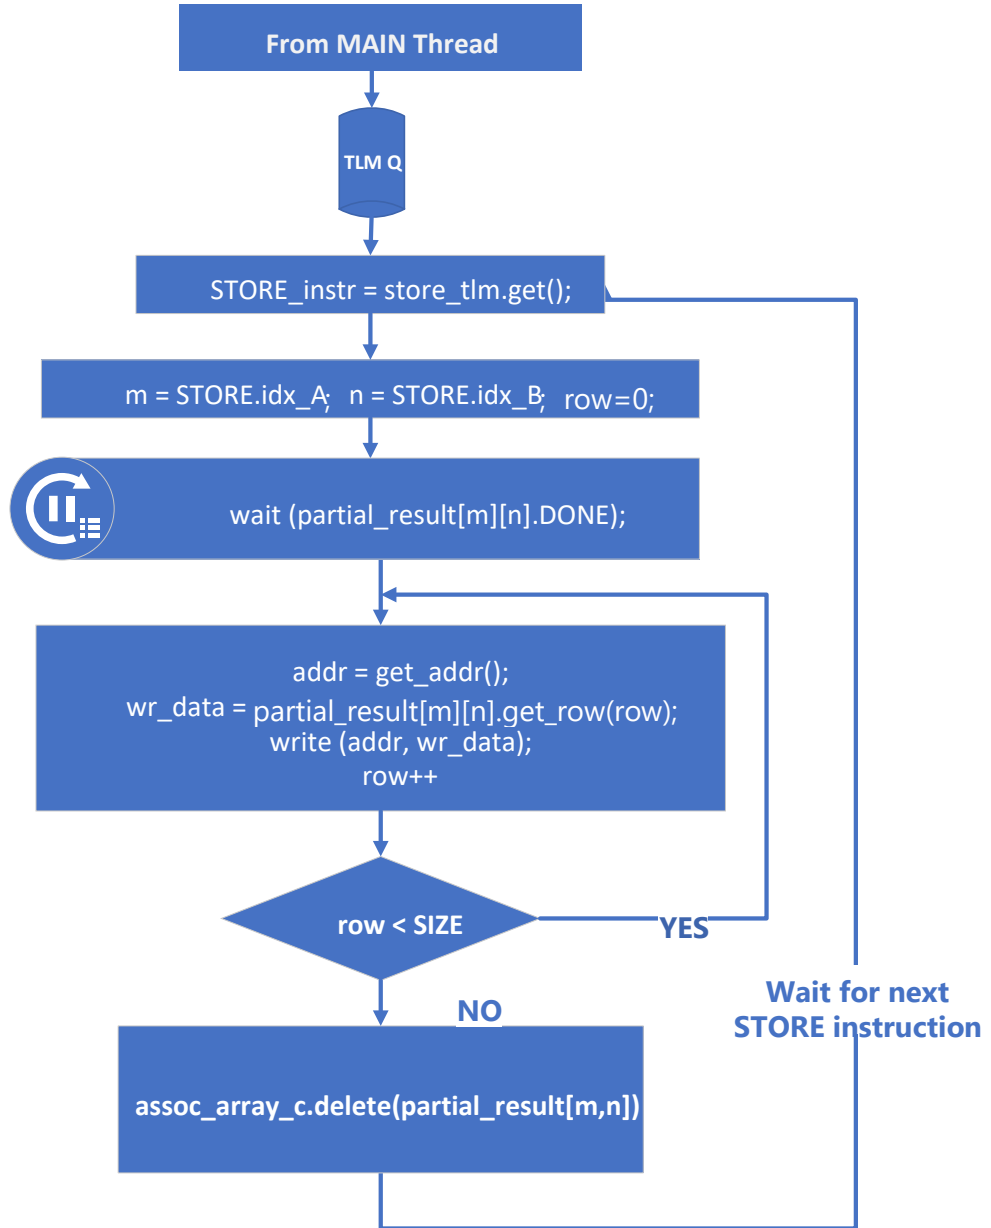 From MAIN Thread
TLM Q
STORE_instr = store_tlm.get();
m = STORE.idx_A; n = STORE.idx_B; row=0;
wait (partial_result[m][n].DONE);
addr = get_addr();
wr_data = partial_result[m][n].get_row(row);
write (addr, wr_data);
row++
row < SIZE
YES
NO
Wait for next
STORE instruction
assoc_array_c.delete(partial_result[m,n])